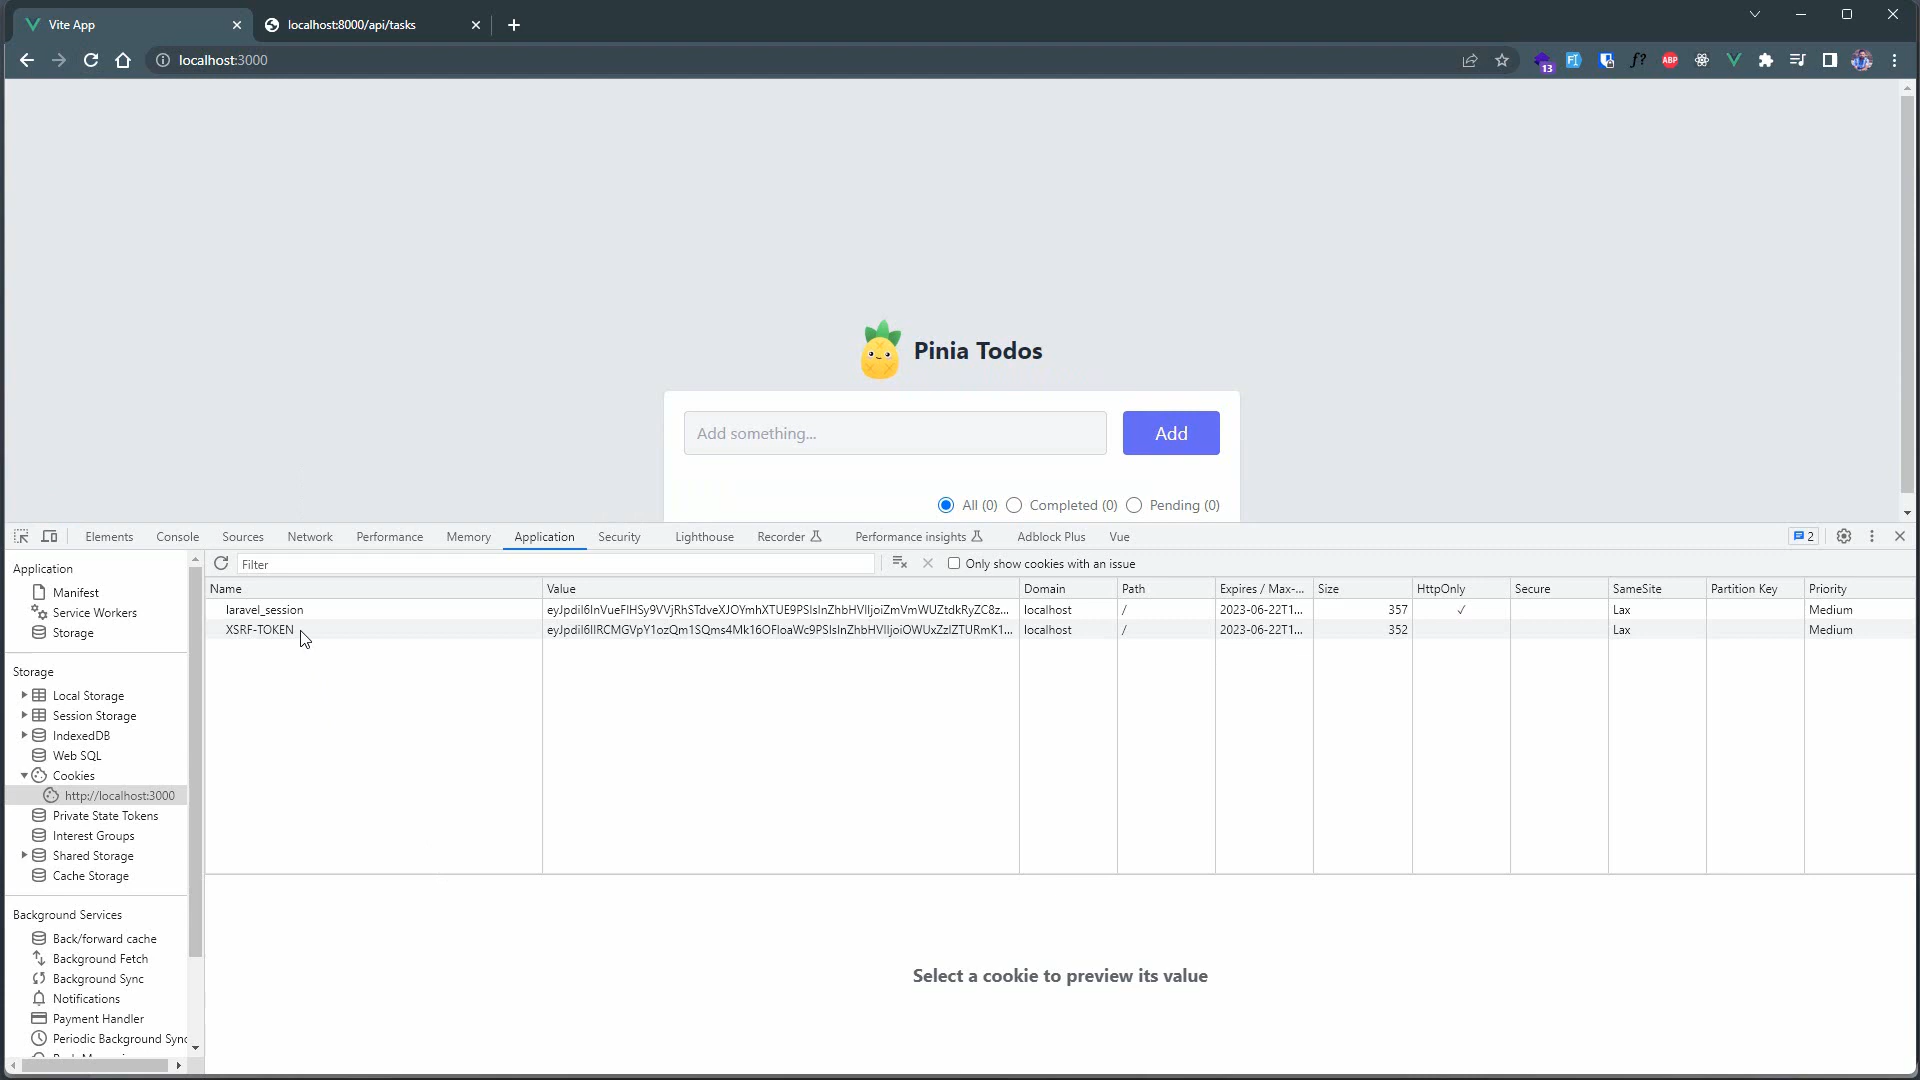 Vite App
localhost:8000/api/tasks
localhost:3000
13
ABP
Pinia Todos
Add something...
Add
All (0) Completed (0) Pending (0)
Elements Console Sources Network Performance Memory Application Security Lighthouse Recorder Performance insights Adblock Plus Vue 2
Application
Manifest
Service Workers
Storage
Storage
Local Storage
Session Storage
IndexedDB
Web SQL
Cookies
http://localhost:3000
Private State Tokens
Interest Groups
Shared Storage
Cache Storage
Background Services
Back/forward cache
Background Fetch
Background Sync
Notifications
Payment Handler
Periodic Background Sync
Filter
Only show cookies with an issue
Name Value Domain Path Expires / Max-... Size HttpOnly Secure SameSite Partition Key Priority
laravel_session localhost / 2023-06-22T1... 357 ✓ Lax Medium
XSRF-TOKEN localhost / 2023-06-22T1... 352 Lax Medium
Select a cookie to preview its value